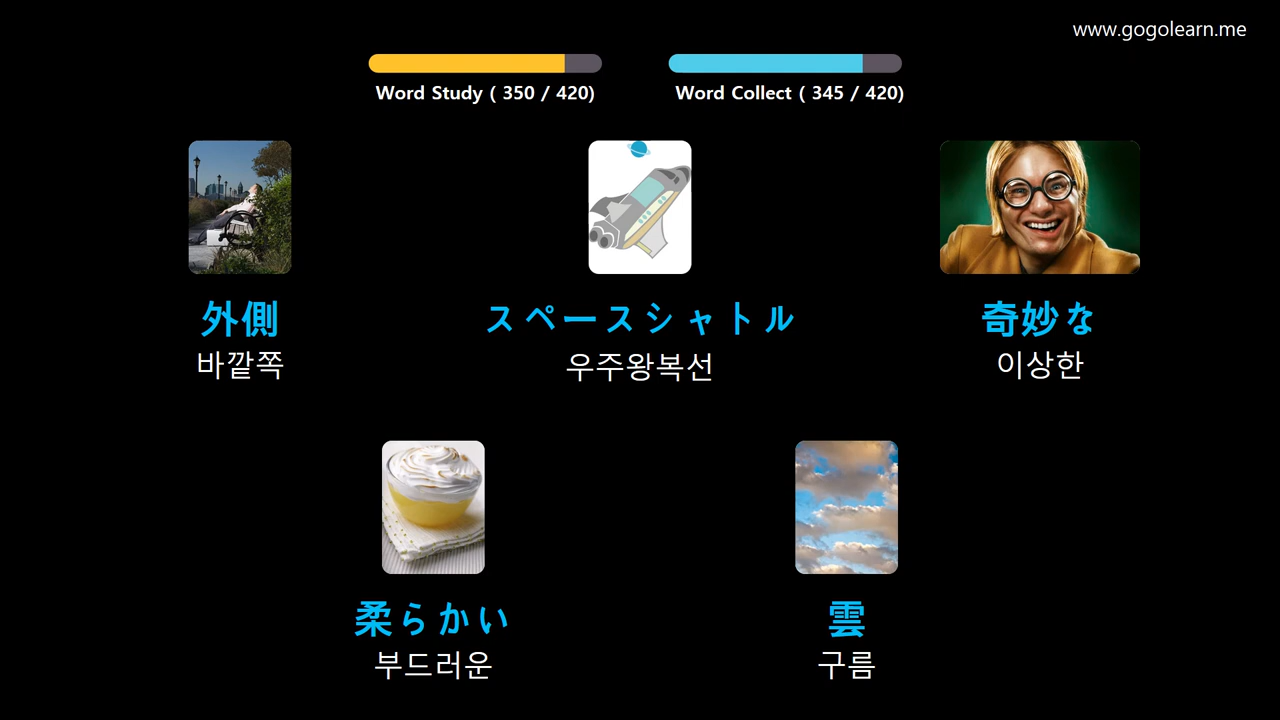 www.gogolearn.me
Word Study ( 350 / 420)
Word Collect ( 345 / 420)
外側
바깥쪽
スペースシャトル
우주왕복선
奇妙な
이상한
柔らかい
부드러운
雲
구름